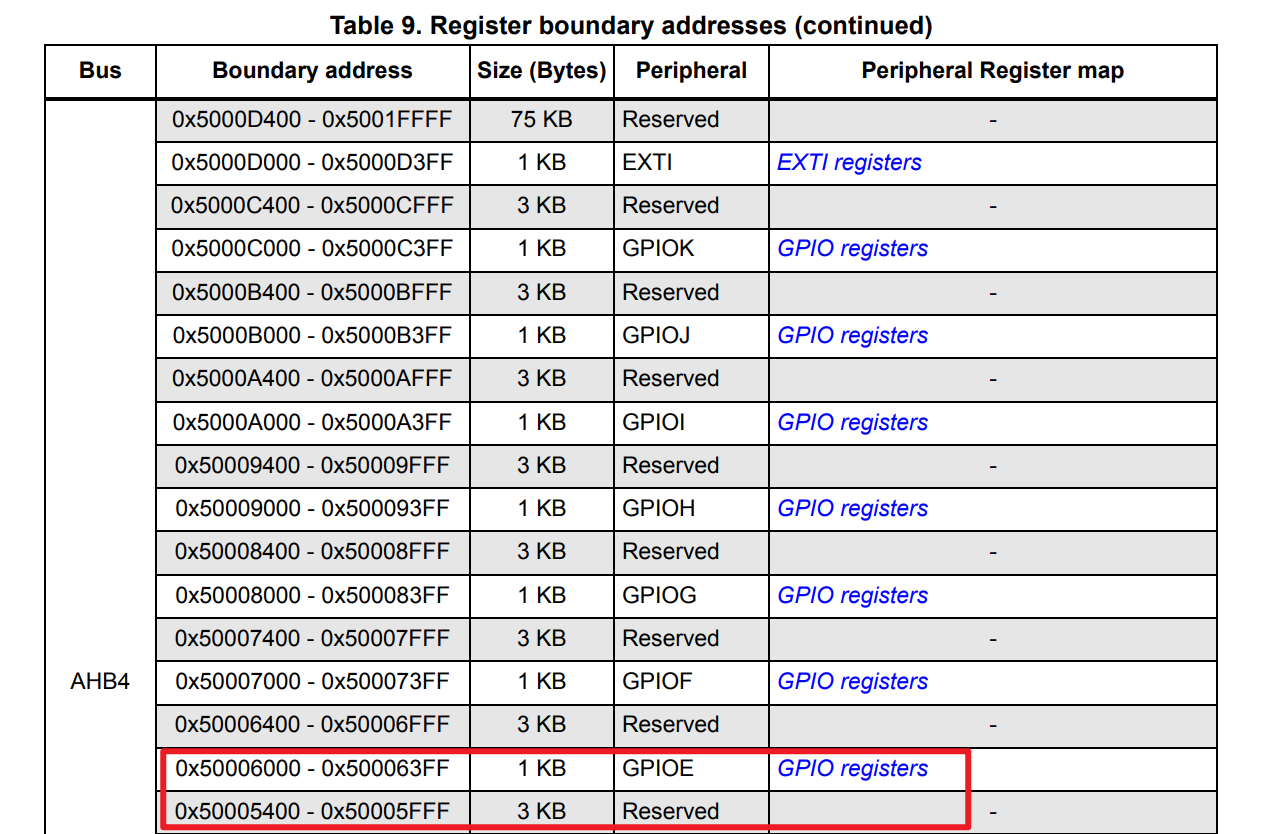 Table 9. Register boundary addresses (continued)
Bus Boundary address Size (Bytes) Peripheral Peripheral Register map
0x5000D400 - 0x5001FFFF 75 KB Reserved -
0x5000D000 - 0x5000D3FF 1 KB EXTI EXTI registers
0x5000C400 - 0x5000CFFF 3 KB Reserved -
0x5000C000 - 0x5000C3FF 1 KB GPIOK GPIO registers
0x5000B400 - 0x5000BFFF 3 KB Reserved -
0x5000B000 - 0x5000B3FF 1 KB GPIOJ GPIO registers
0x5000A400 - 0x5000AFFF 3 KB Reserved -
0x5000A000 - 0x5000A3FF 1 KB GPIOI GPIO registers
0x50009400 - 0x50009FFF 3 KB Reserved -
0x50009000 - 0x500093FF 1 KB GPIOH GPIO registers
0x50008400 - 0x50008FFF 3 KB Reserved -
0x50008000 - 0x500083FF 1 KB GPIOG GPIO registers
0x50007400 - 0x50007FFF 3 KB Reserved -
AHB4 0x50007000 - 0x500073FF 1 KB GPIOF GPIO registers
0x50006400 - 0x50006FFF 3 KB Reserved -
0x50006000 - 0x500063FF 1 KB GPIOE GPIO registers
0x50005400 - 0x50005FFF 3 KB Reserved -